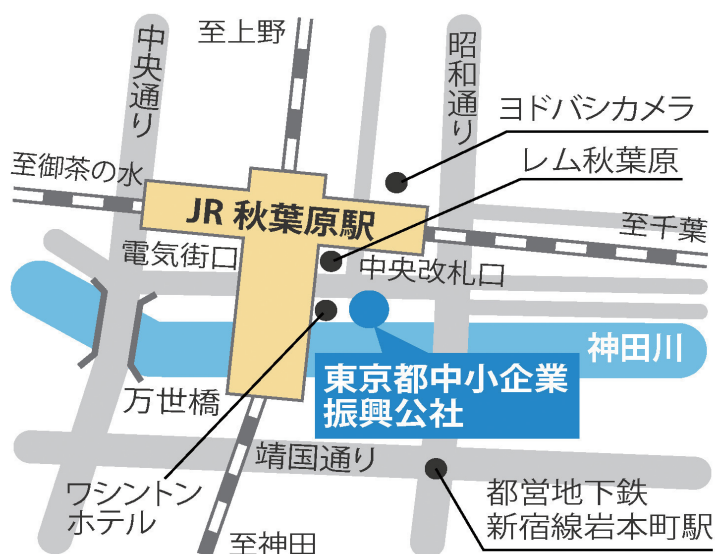 至上野
中央通り
昭和通り
ヨドバシカメラ
レム秋葉原
至御茶の水
JR 秋葉原駅
至千葉
電気街口
中央改札口
神田川
東京都中小企業
振興公社
万世橋
靖国通り
ワシントン
ホテル
都営地下鉄
新宿線岩本町駅
至神田